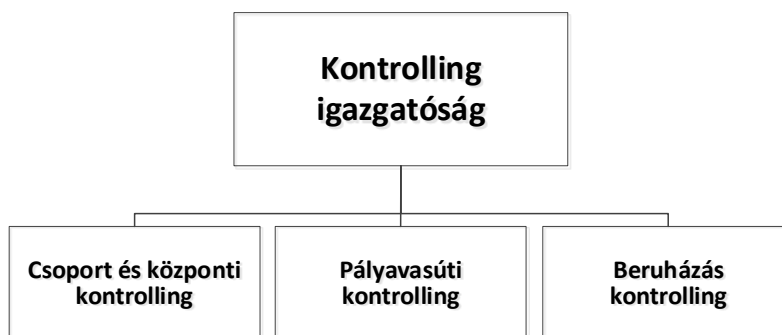 Kontrolling
igazgatóság
Csoport és központi
kontrolling
Pályavasúti
kontrolling
Beruházás
kontrolling